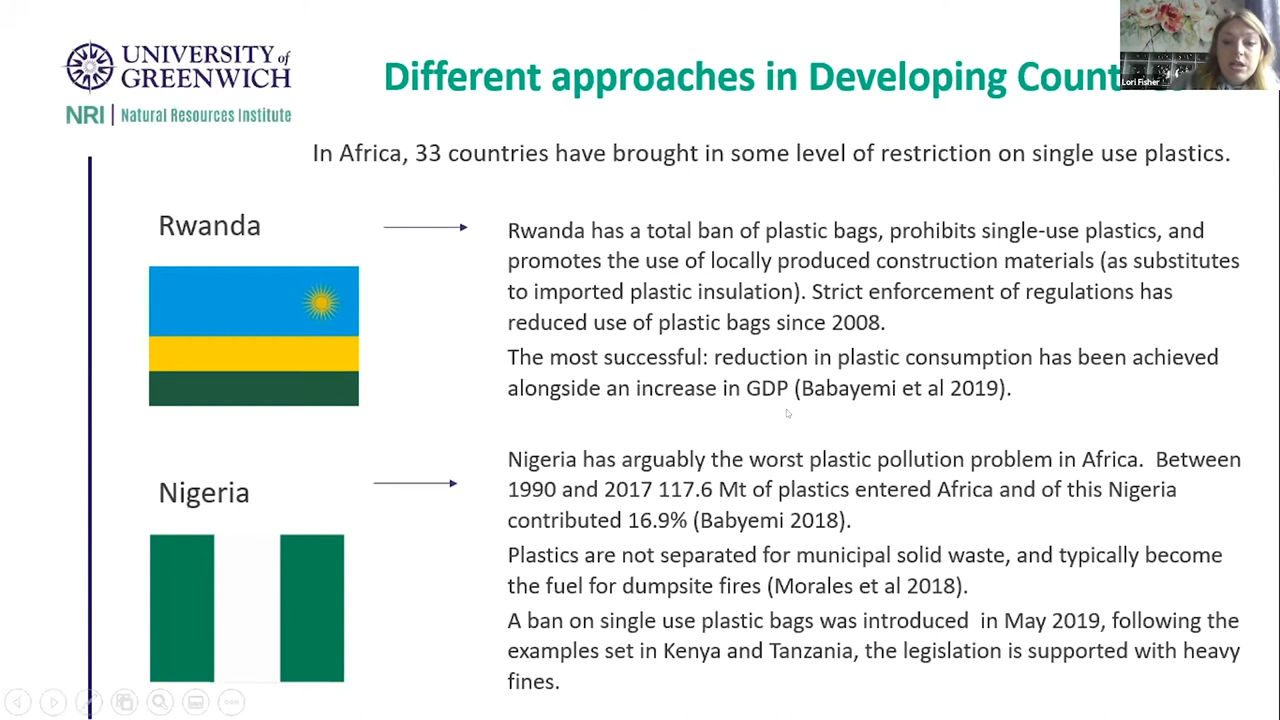 UNIVERSITY of
GREENWICH
NRI | Natural Resources Institute
Different approaches in Developing
Lori Fisher
In Africa, 33 countries have brought in some level of restriction on single use plastics.
Rwanda
Rwanda has a total ban of plastic bags, prohibits single-use plastics, and
promotes the use of locally produced construction materials (as substitutes
to imported plastic insulation). Strict enforcement of regulations has
reduced use of plastic bags since 2008.
The most successful: reduction in plastic consumption has been achieved
alongside an increase in GDP (Babayemi et al 2019).
Nigeria
Nigeria has arguably the worst plastic pollution problem in Africa. Between
1990 and 2017 117.6 Mt of plastics entered Africa and of this Nigeria
contributed 16.9% (Babyemi 2018).
Plastics are not separated for municipal solid waste, and typically become
the fuel for dumpsite fires (Morales et al 2018).
A ban on single use plastic bags was introduced in May 2019, following the
examples set in Kenya and Tanzania, the legislation is supported with heavy
fines.